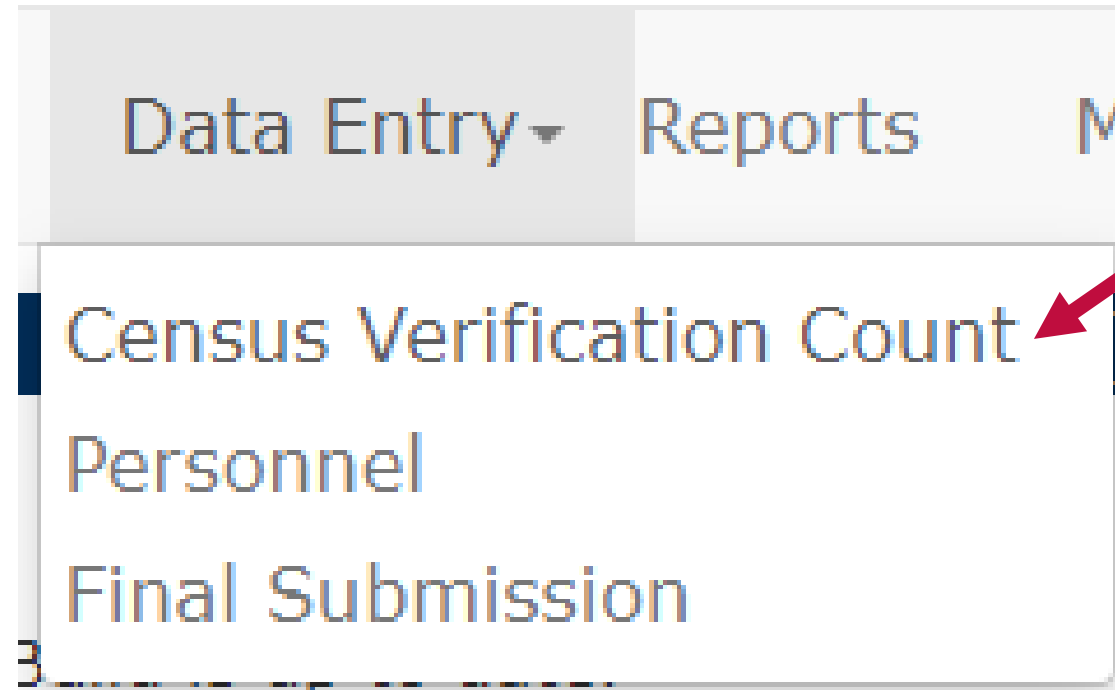 Data Entry Reports M
Census Verification Count
Personnel
Final Submission